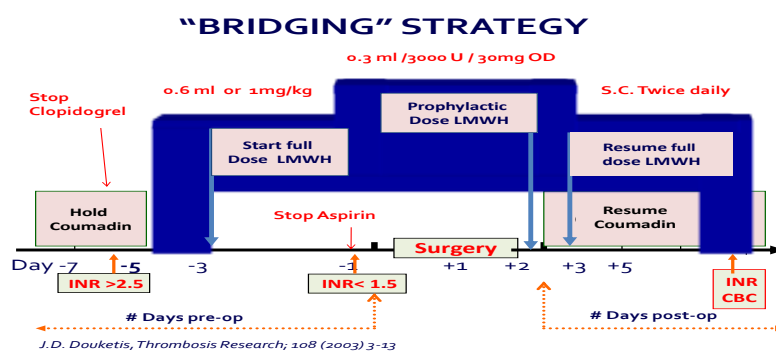 “BRIDGING” STRATEGY
0.3 ml /3000 U / 30mg OD
Stop
Clopidogrel
0.6 ml or 1mg/kg
S.C. Twice daily
Prophylactic
Dose LMWH
Start full
Dose LMWH
Resume full
dose LMWH
Hold
Coumadin
Stop Aspirin
Resume
Coumadin
Surgery
Day -7 -5 -3 -1 +1 +2 +3 +5
INR >2.5
INR< 1.5
INR
CBC
# Days pre-op
# Days post-op
J.D. Douketis, Thrombosis Research; 108 (2003) 3-13